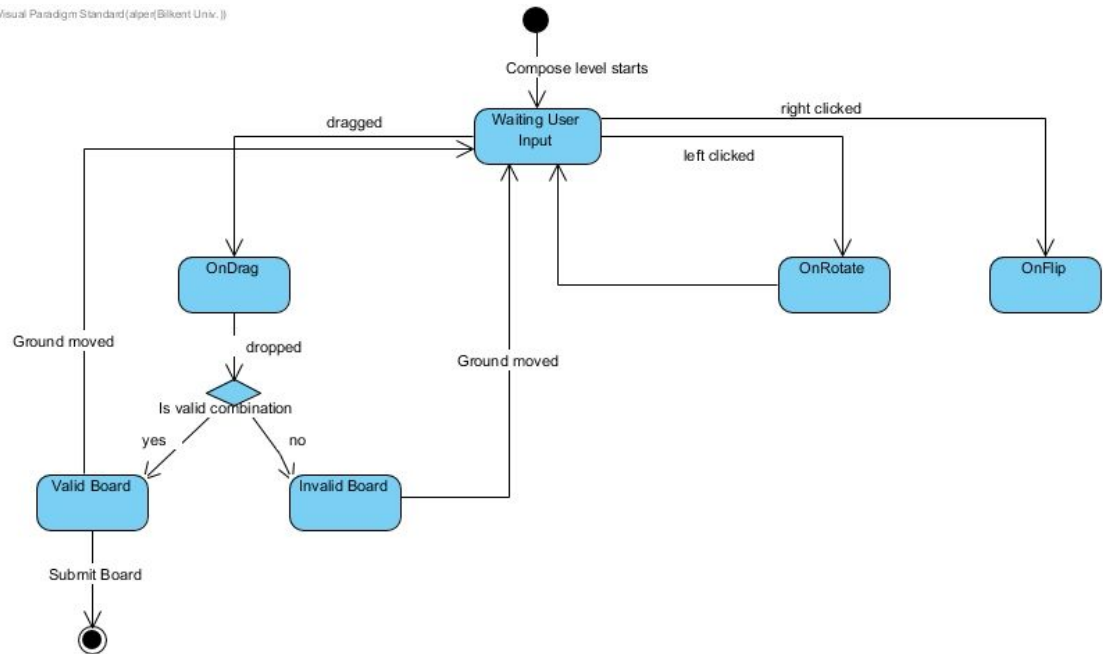 Visual Paradigm Standard(alper(Bilkent Univ.))
Compose level starts
right clicked
Waiting User
Input
dragged
left clicked
OnDrag
OnRotate
OnFlip
Ground moved
dropped
Ground moved
Is valid combination
yes
no
Valid Board
Invalid Board
Submit Board